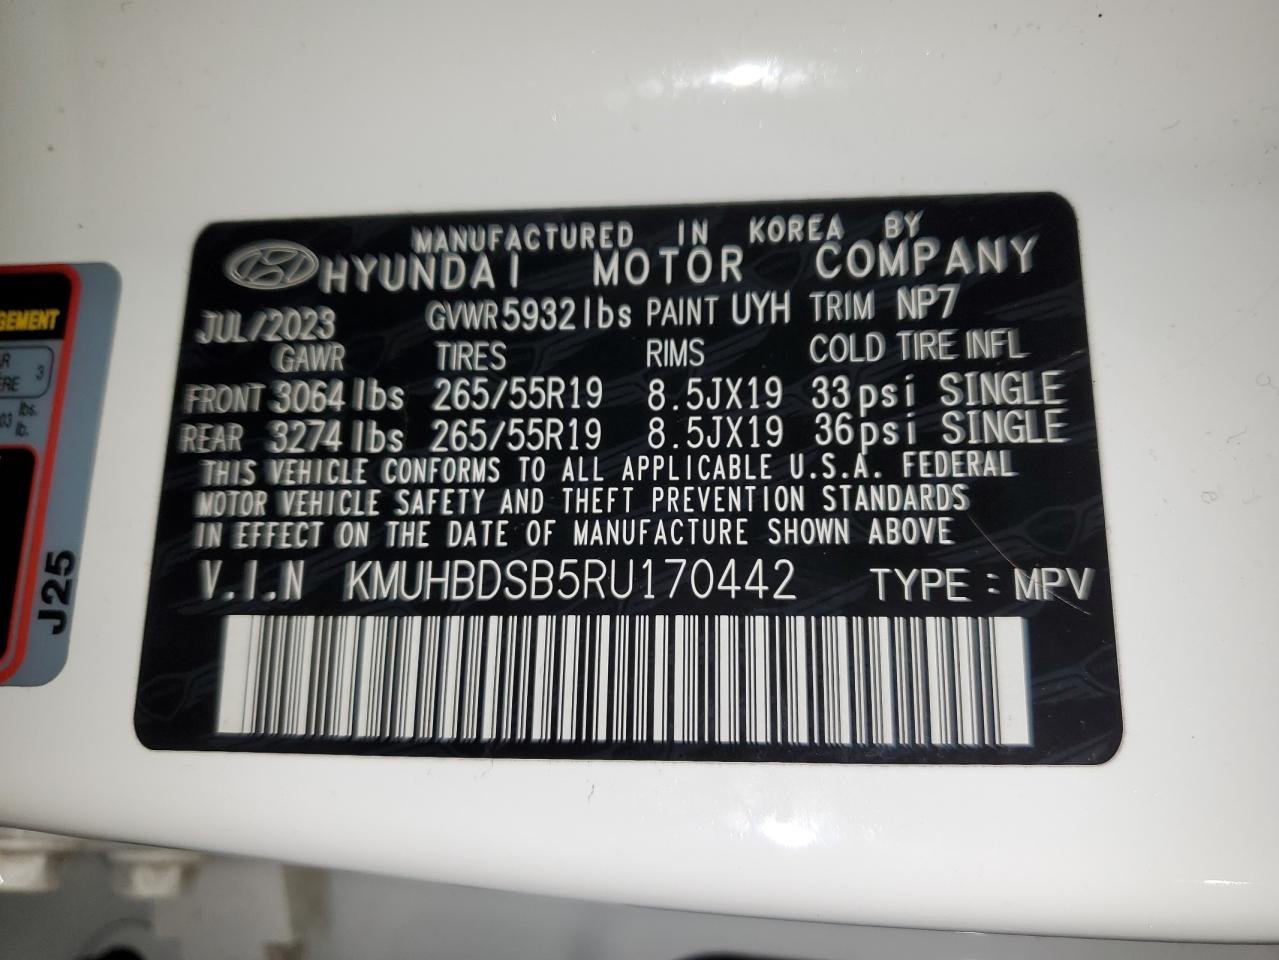 MANUFACTURED IN KOREA BY
HYUNDAI MOTOR COMPANY
JUL/2023 GVWR 5932 lbs PAINT UYH TRIM NP7
GAWR TIRES RIMS COLD TIRE INFL
FRONT 3064 lbs 265/55R19 8.5JX19 33psi SINGLE
REAR 3274 lbs 265/55R19 8.5JX19 36psi SINGLE
THIS VEHICLE CONFORMS TO ALL APPLICABLE U.S.A. FEDERAL
MOTOR VEHICLE SAFETY AND THEFT PREVENTION STANDARDS
IN EFFECT ON THE DATE OF MANUFACTURE SHOWN ABOVE
V.I.N KMUHBDSB5RU170442 TYPE : MPV
3
lbs.
lb.
J25